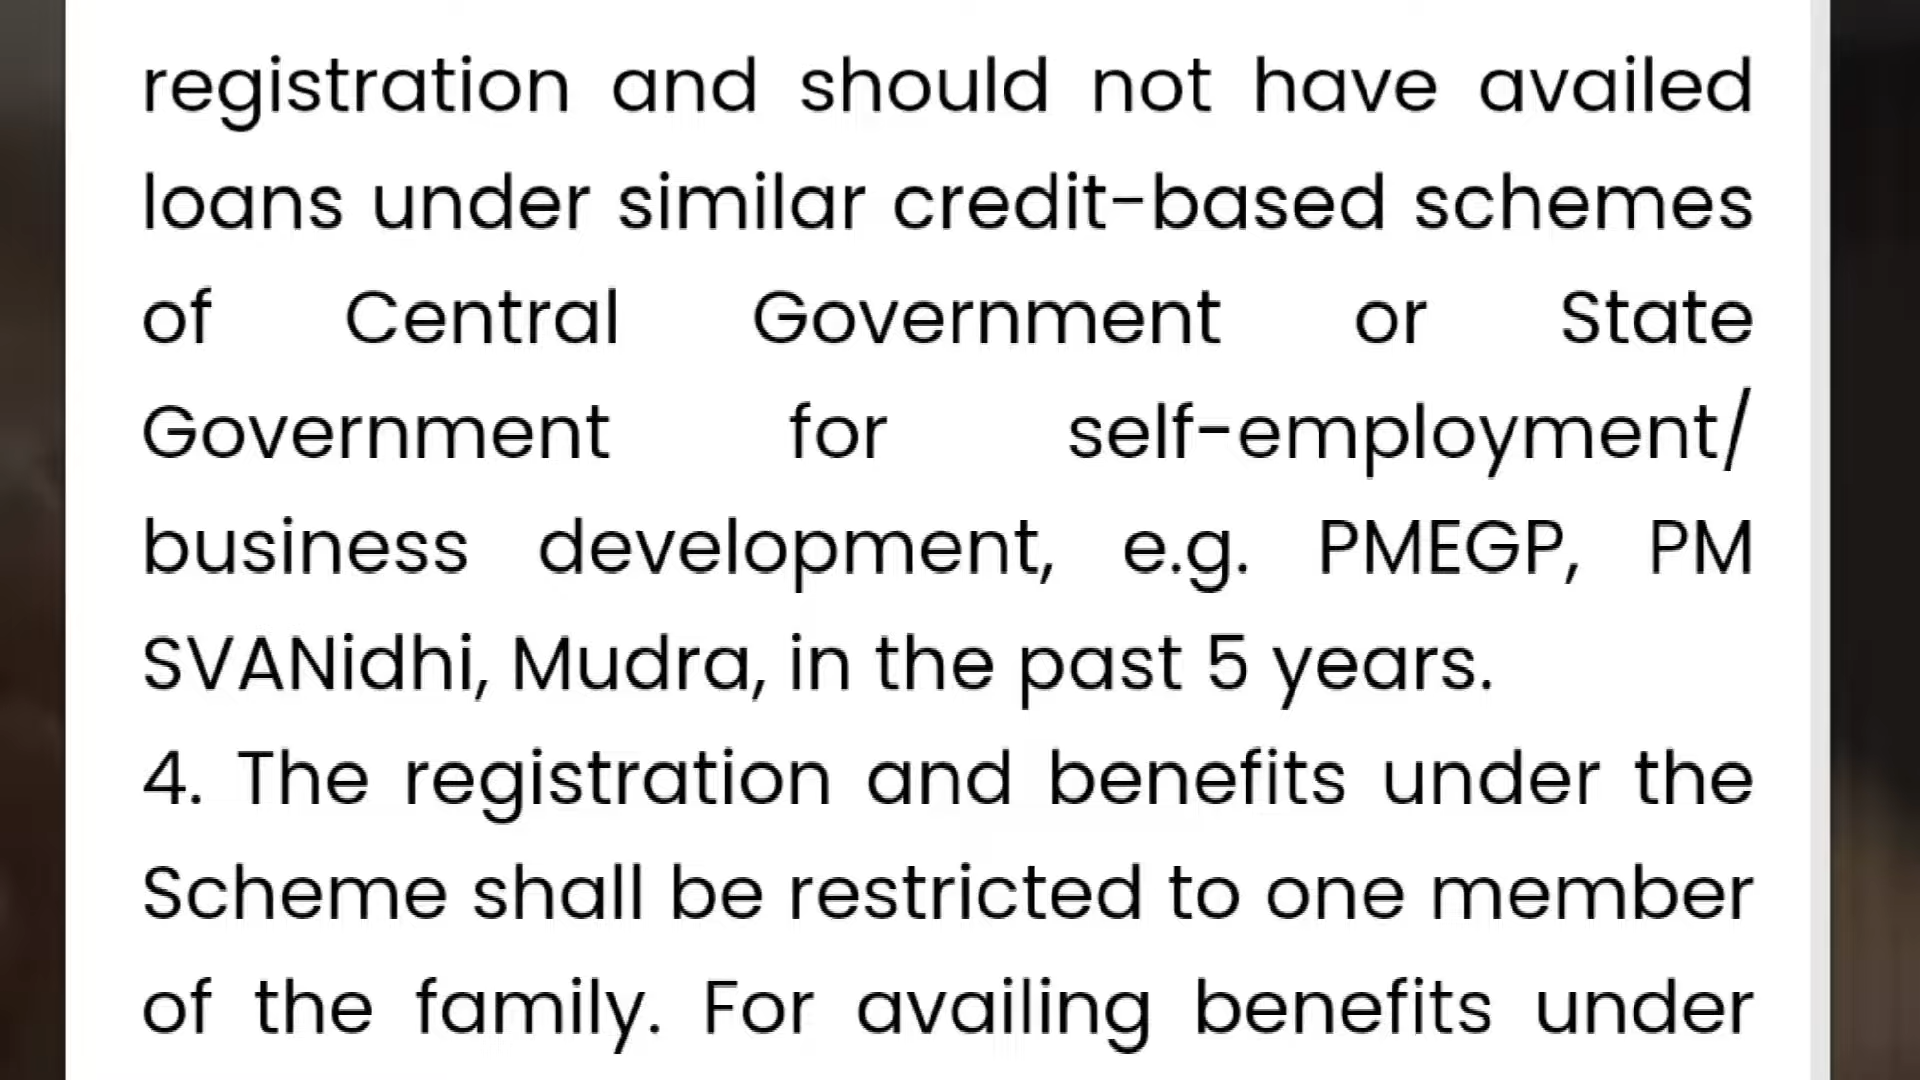 registration and should not have availed
loans under similar credit-based schemes
of Central Government or State
Government for self-employment/
business development, e.g. PMEGP, PM
SVANidhi, Mudra, in the past 5 years.
4. The registration and benefits under the
Scheme shall be restricted to one member
of the family. For availing benefits under